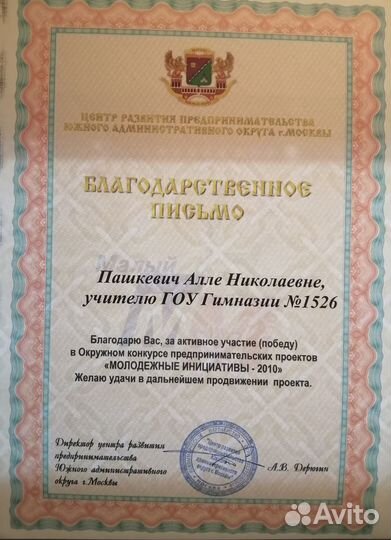 ЦЕНТР РАЗВИТИЯ ПРЕДПРИНИМАТЕЛЬСТВА
ЮЖНОГО АДМИНИСТРАТИВНОГО ОКРУГА г.МОСКВЫ
БЛАГОДАРСТВЕННОЕ
ПИСЬМО
Малый
Пашкевич Алле Николаевне,
учителю ГОУ Гимназии №1526
Благодарю Вас, за активное участие (победу)
в Окружном конкурсе предпринимательских проектов
«МОЛОДЕЖНЫЕ ИНИЦИАТИВЫ - 2010»
Желаю удачи в дальнейшем продвижении проекта.
Директор центра развития
предпринимательства
Южного административного
округа г.Москвы
А.В. Дерюгин
Avito